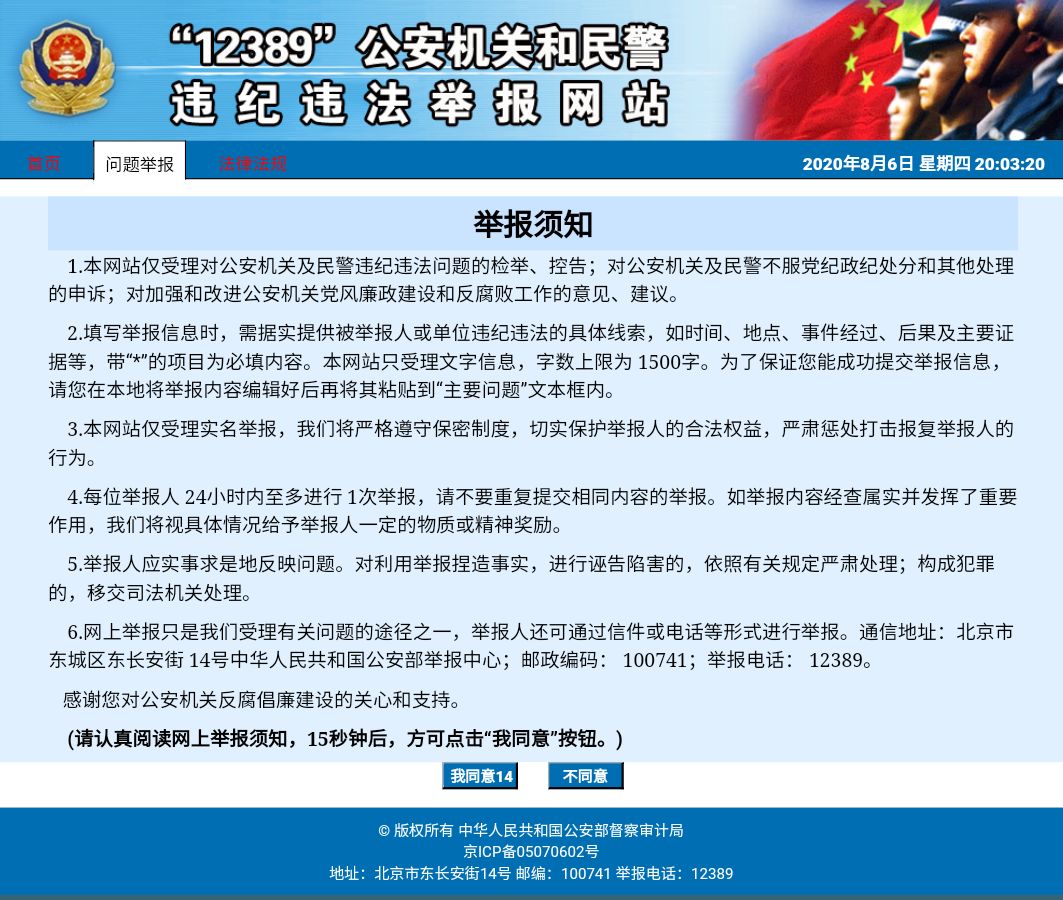 “12389”公安机关和民警
违纪违法举报网站
首页 问题举报 法律法规 2020年8月6日 星期四 20:03:20
举报须知
1.本网站仅受理对公安机关及民警违纪违法问题的检举、控告；对公安机关及民警不服党纪政纪处分和其他处理
的申诉；对加强和改进公安机关党风廉政建设和反腐败工作的意见、建议。
2.填写举报信息时，需据实提供被举报人或单位违纪违法的具体线索，如时间、地点、事件经过、后果及主要证
据等，带“*”的项目为必填内容。本网站只受理文字信息，字数上限为 1500字。为了保证您能成功提交举报信息，
请您在本地将举报内容编辑好后再将其粘贴到“主要问题”文本框内。
3.本网站仅受理实名举报，我们将严格遵守保密制度，切实保护举报人的合法权益，严肃惩处打击报复举报人的
行为。
4.每位举报人 24小时内至多进行 1次举报，请不要重复提交相同内容的举报。如举报内容经查属实并发挥了重要
作用，我们将视具体情况给予举报人一定的物质或精神奖励。
5.举报人应实事求是地反映问题。对利用举报捏造事实，进行诬告陷害的，依照有关规定严肃处理；构成犯罪
的，移交司法机关处理。
6.网上举报只是我们受理有关问题的途径之一，举报人还可通过信件或电话等形式进行举报。通信地址：北京市
东城区东长安街 14号中华人民共和国公安部举报中心；邮政编码： 100741；举报电话： 12389。
感谢您对公安机关反腐倡廉建设的关心和支持。
(请认真阅读网上举报须知，15秒钟后，方可点击“我同意”按钮。)
我同意14 不同意
© 版权所有 中华人民共和国公安部督察审计局
京ICP备05070602号
地址：北京市东长安街14号 邮编：100741 举报电话：12389